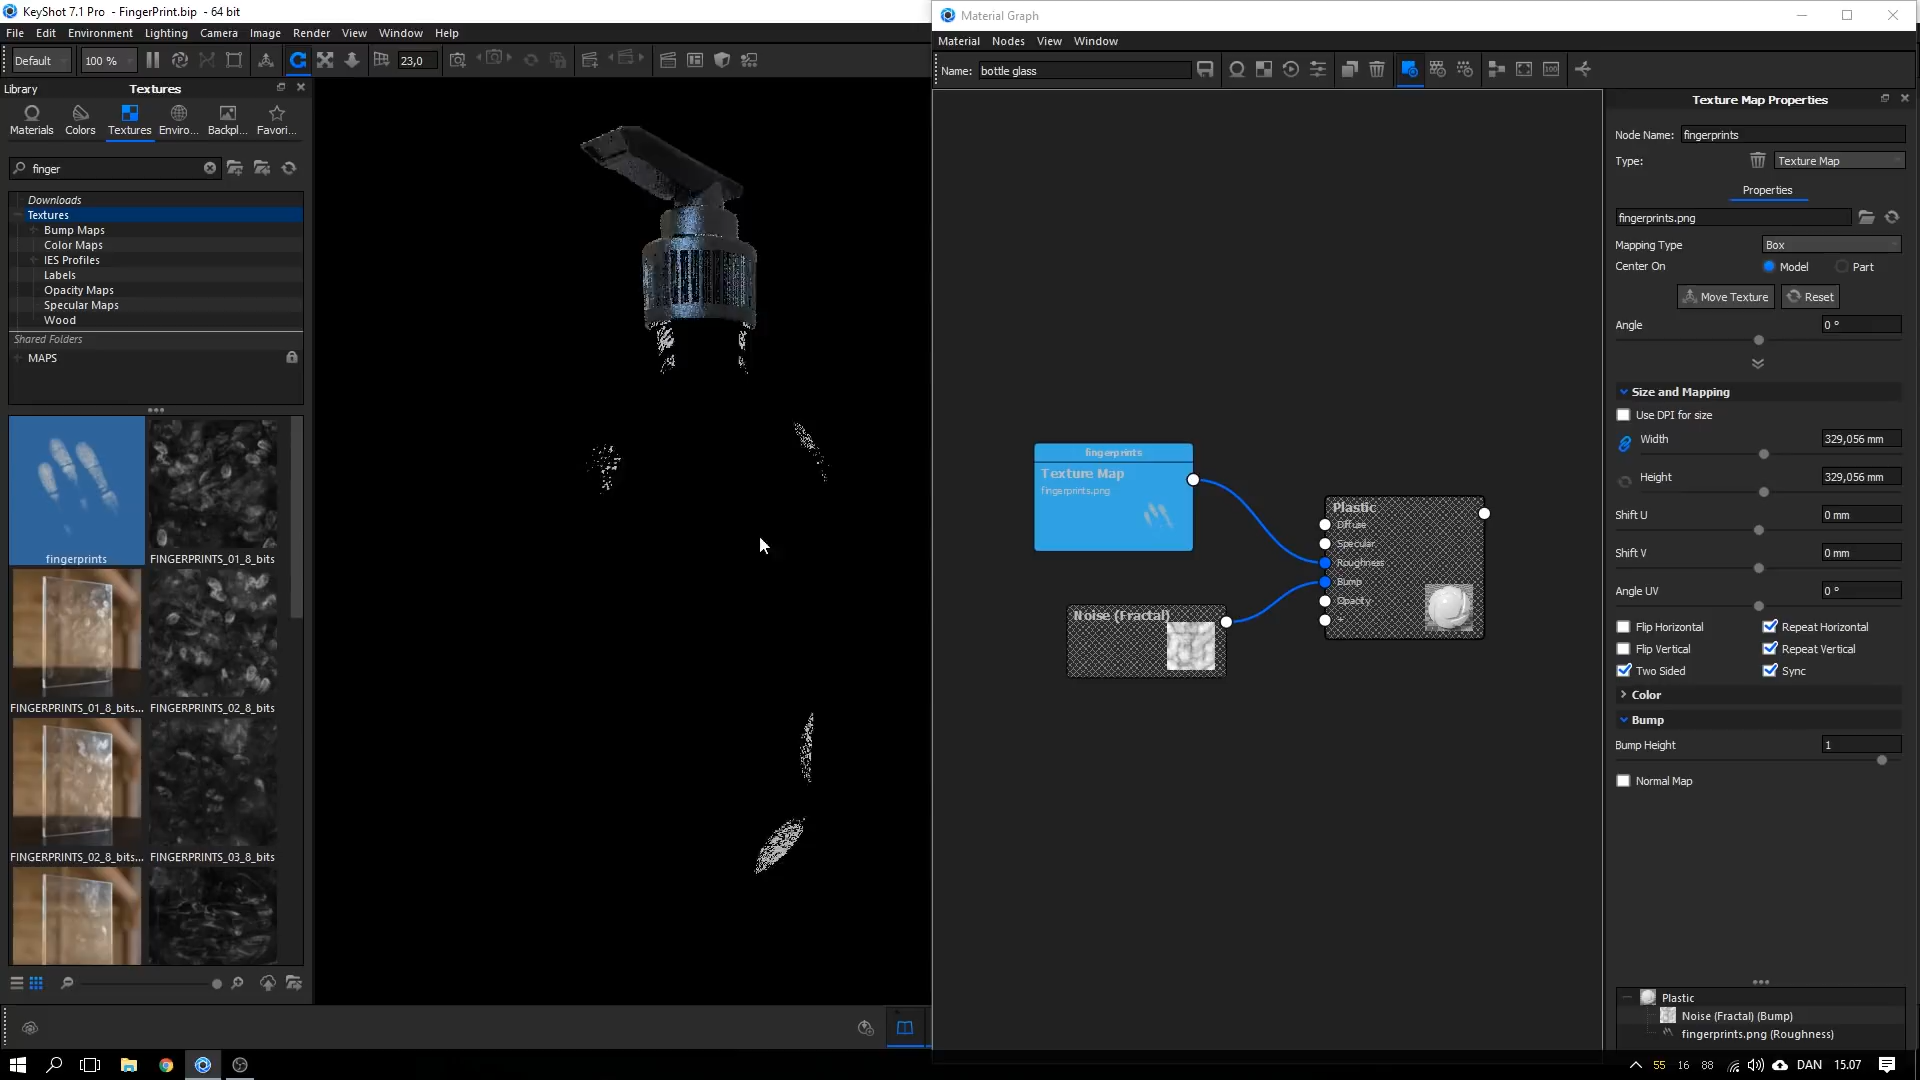 KeyShot 7.1 Pro - FingerPrint.bip - 64 bit
File Edit Environment Lighting Camera Image Render View Window Help
Default 100 % 23,0
Library Textures
Materials Colors Textures Enviro... Backpl... Favori...
finger
Downloads
Textures
Bump Maps
Color Maps
IES Profiles
Labels
Opacity Maps
Specular Maps
Wood
Shared Folders
MAPS
fingerprints FINGERPRINTS_01_8_bits
FINGERPRINTS_01_8_bits... FINGERPRINTS_02_8_bits
FINGERPRINTS_02_8_bits... FINGERPRINTS_03_8_bits
Material Graph
Material Nodes View Window
Name: bottle glass
fingerprints
Texture Map
fingerprints.png
Noise (Fractal)
Plastic
Diffuse
Specular
Roughness
Bump
Opacity
+
Texture Map Properties
Node Name: fingerprints
Type: Texture Map
Properties
fingerprints.png
Mapping Type Box
Center On Model Part
Move Texture Reset
Angle 0 °
Size and Mapping
Use DPI for size
Width 329,056 mm
Height 329,056 mm
Shift U 0 mm
Shift V 0 mm
Angle UV 0 °
Flip Horizontal Repeat Horizontal
Flip Vertical Repeat Vertical
Two Sided Sync
Color
Bump
Bump Height 1
Normal Map
Plastic
Noise (Fractal) (Bump)
fingerprints.png (Roughness)
55 16 88 DAN 15.07